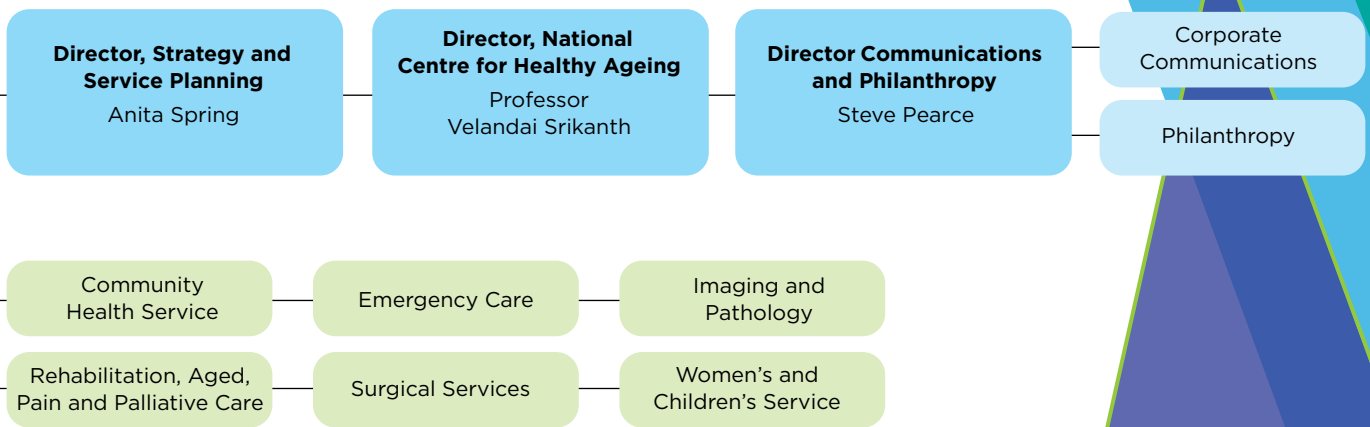 Director, Strategy and
Service Planning
Anita Spring
Director, National
Centre for Healthy Ageing
Professor
Velandai Srikanth
Director Communications
and Philanthropy
Steve Pearce
Corporate
Communications
Philanthropy
Community
Health Service
Emergency Care
Imaging and
Pathology
Rehabilitation, Aged,
Pain and Palliative Care
Surgical Services
Women’s and
Children’s Service